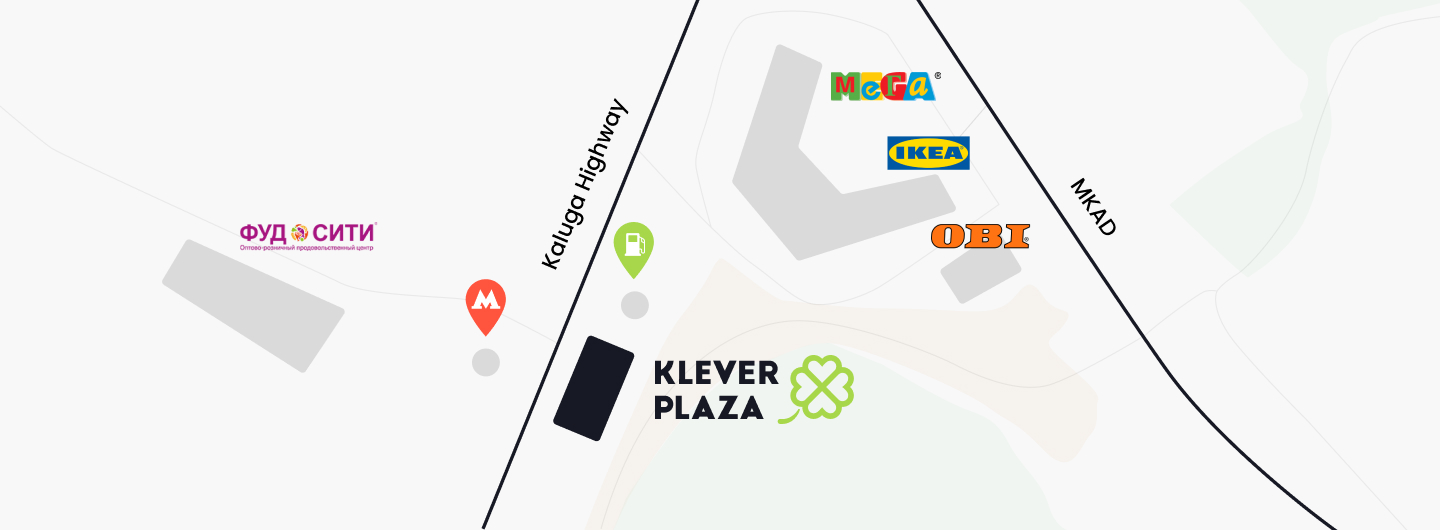 МЕГА®
IKEA®
Kaluga Highway
MKAD
ФУД СИТИ®
Оптово-розничный продовольственный центр
OBI®
М
KLEVER
PLAZA